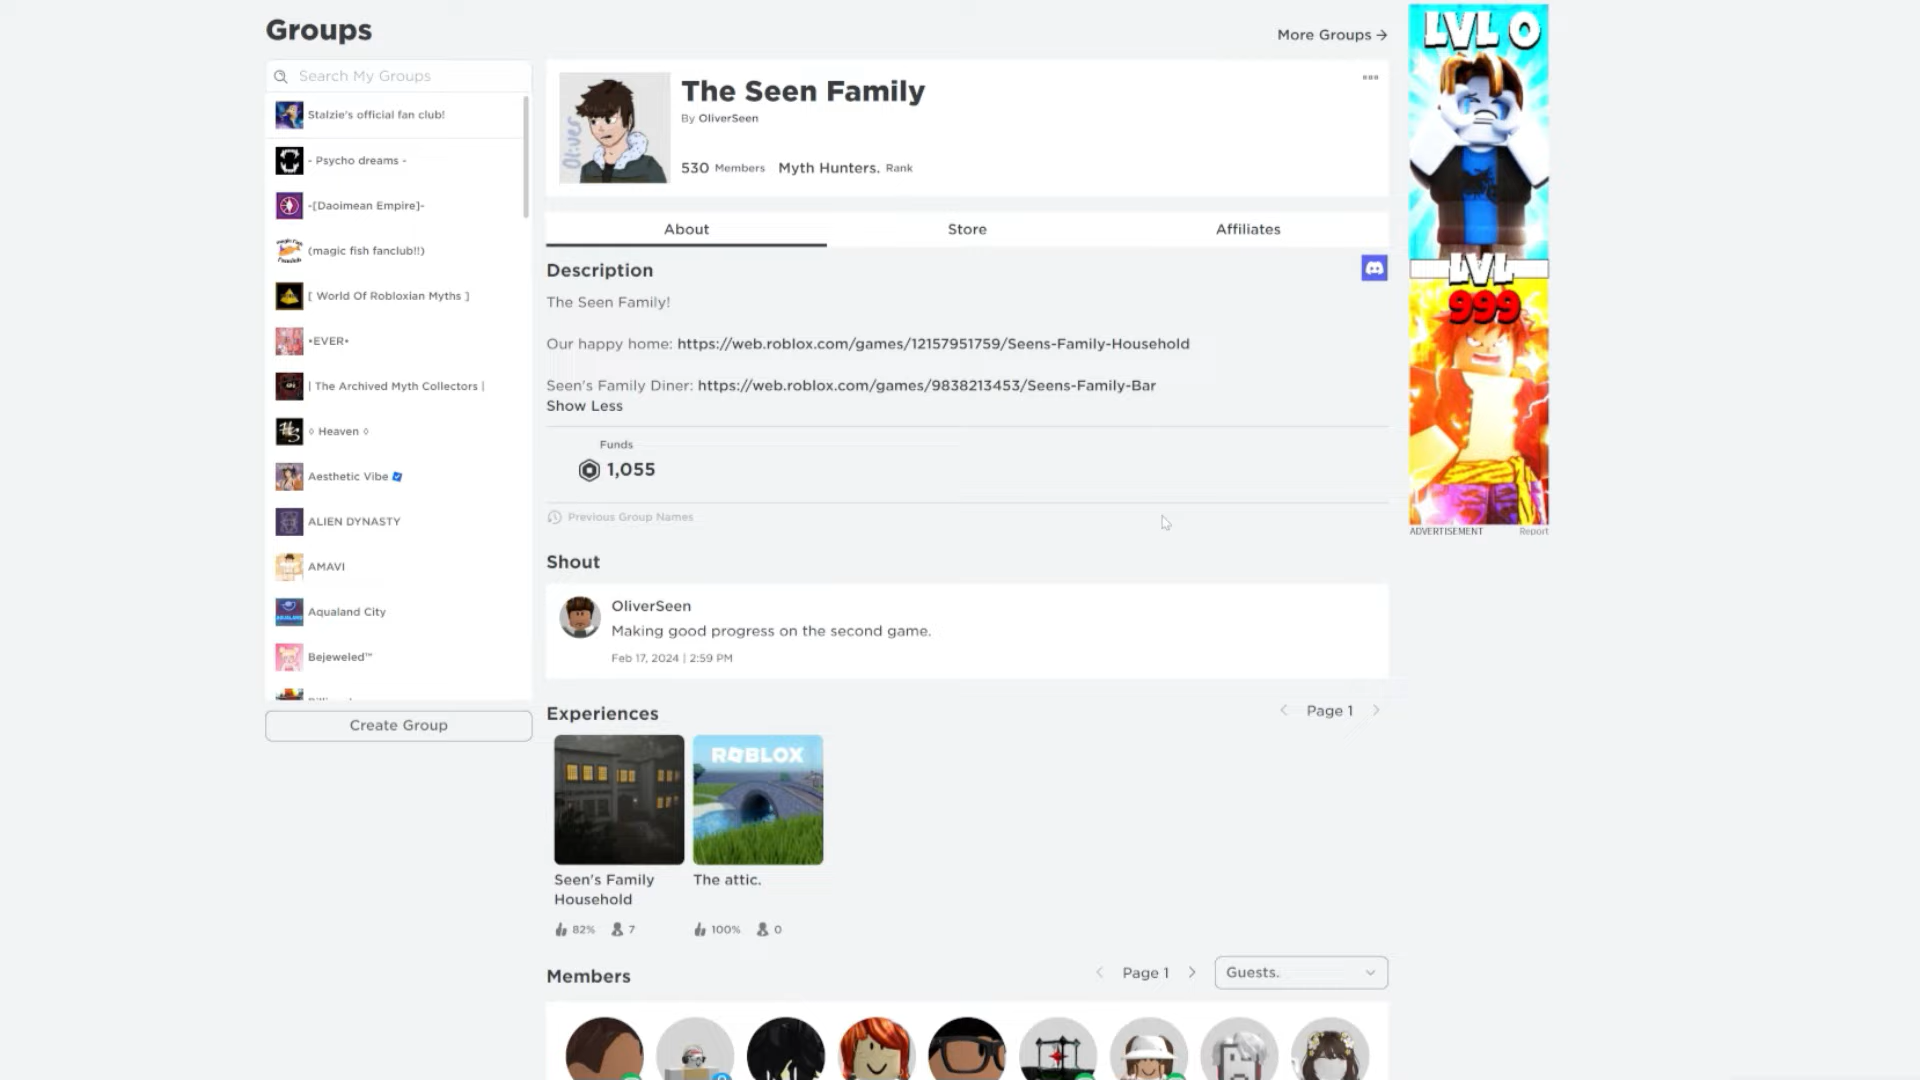 Groups
More Groups →
Search My Groups
Stalzie's official fan club!
- Psycho dreams -
-[Daoimean Empire]-
(magic fish fanclub!!)
[ World Of Robloxian Myths ]
•EVER•
| The Archived Myth Collectors |
◊ Heaven ◊
Aesthetic Vibe
ALIEN DYNASTY
AMAVI
Aqualand City
Bejeweled™
Create Group
Oliver
The Seen Family
By OliverSeen
530 Members Myth Hunters. Rank
About
Store
Affiliates
Description
The Seen Family!
Our happy home: https://web.roblox.com/games/12157951759/Seens-Family-Household
Seen's Family Diner: https://web.roblox.com/games/9838213453/Seens-Family-Bar
Show Less
Funds
1,055
Previous Group Names
Shout
OliverSeen
Making good progress on the second game.
Feb 17, 2024 | 2:59 PM
Experiences
Page 1
ROBLOX
Seen's Family
Household
82% 7
The attic.
100% 0
Members
Page 1
Guests.
LVL 0
LVL
999
ADVERTISEMENT
Report